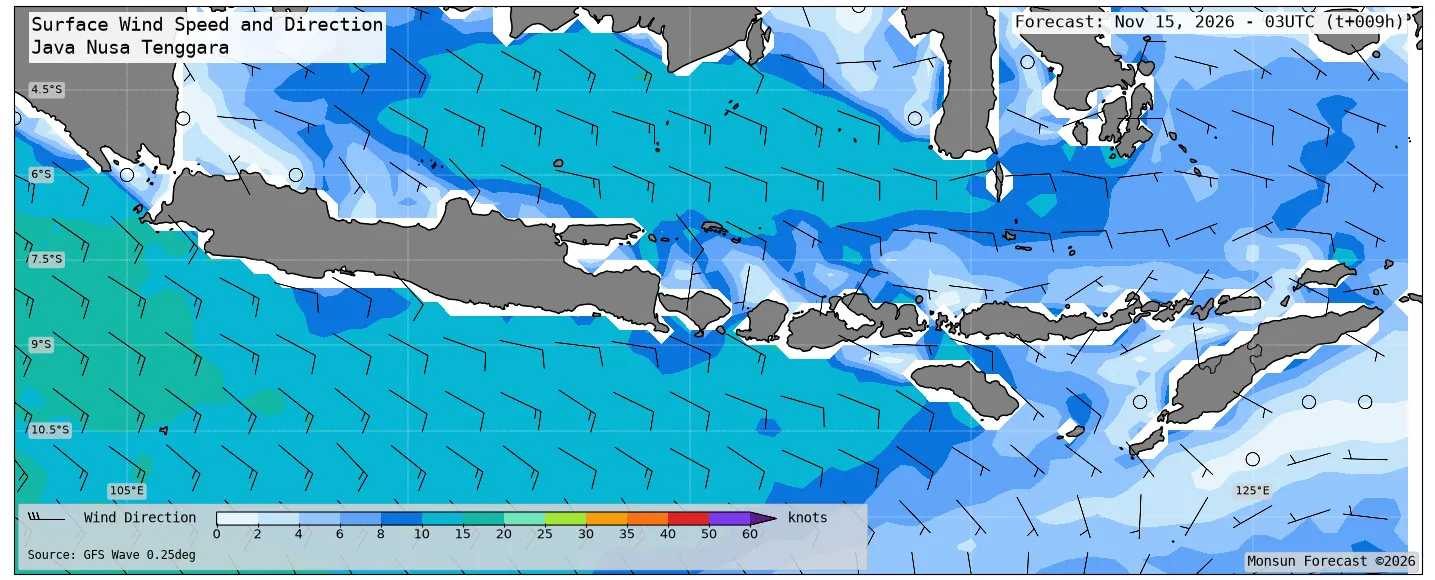 Surface Wind Speed and Direction
Java Nusa Tenggara
Forecast: Nov 15, 2026 - 03UTC (t+009h)
4.5°S
6°S
7.5°S
9°S
10.5°S
105°E
125°E
Wind Direction
0 2 4 6 8 10 15 20 25 30 35 40 50 60
knots
Source: GFS Wave 0.25deg
Monsun Forecast ©2026